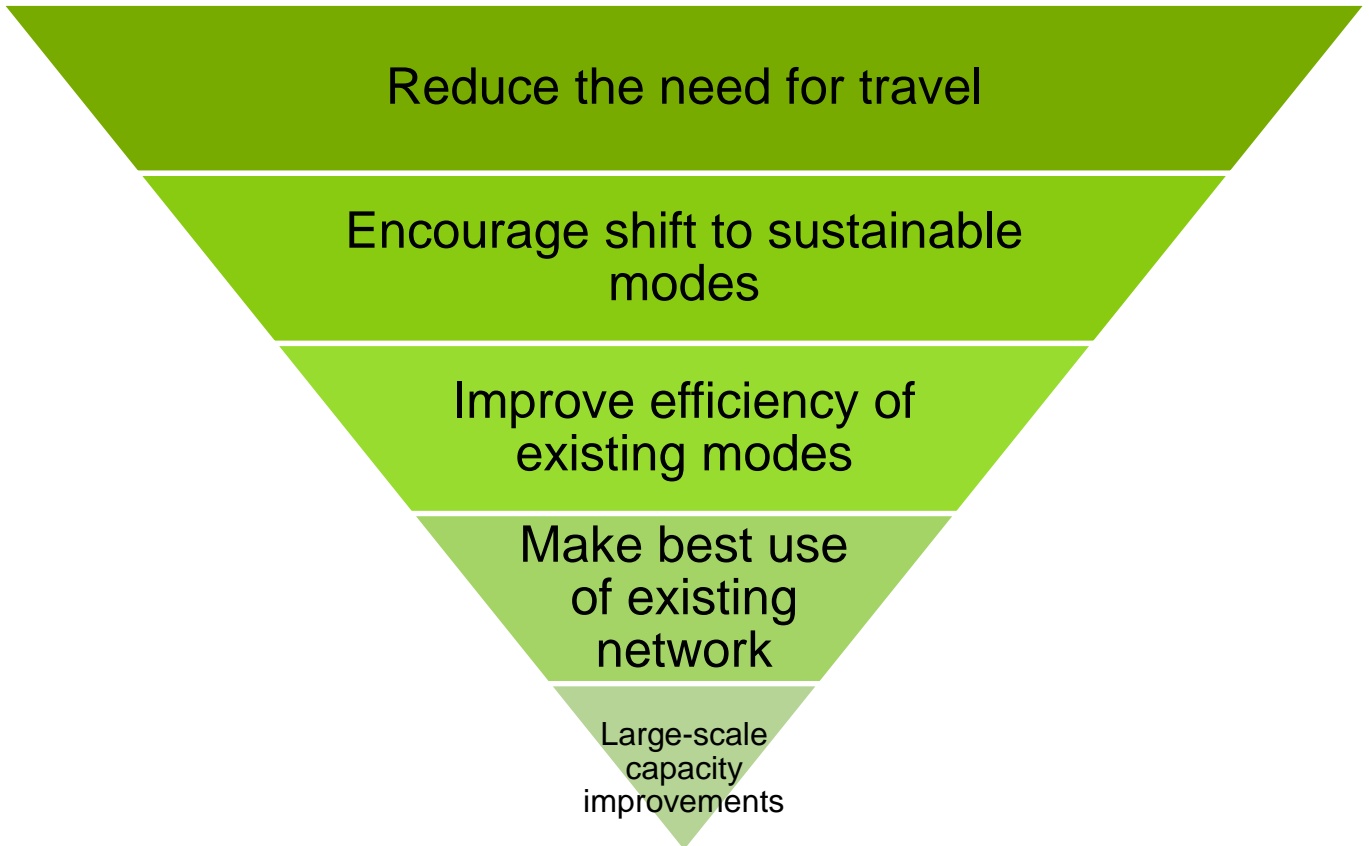 Reduce the need for travel
Encourage shift to sustainable
modes
Improve efficiency of
existing modes
Make best use
of existing
network
Large-scale
capacity
improvements